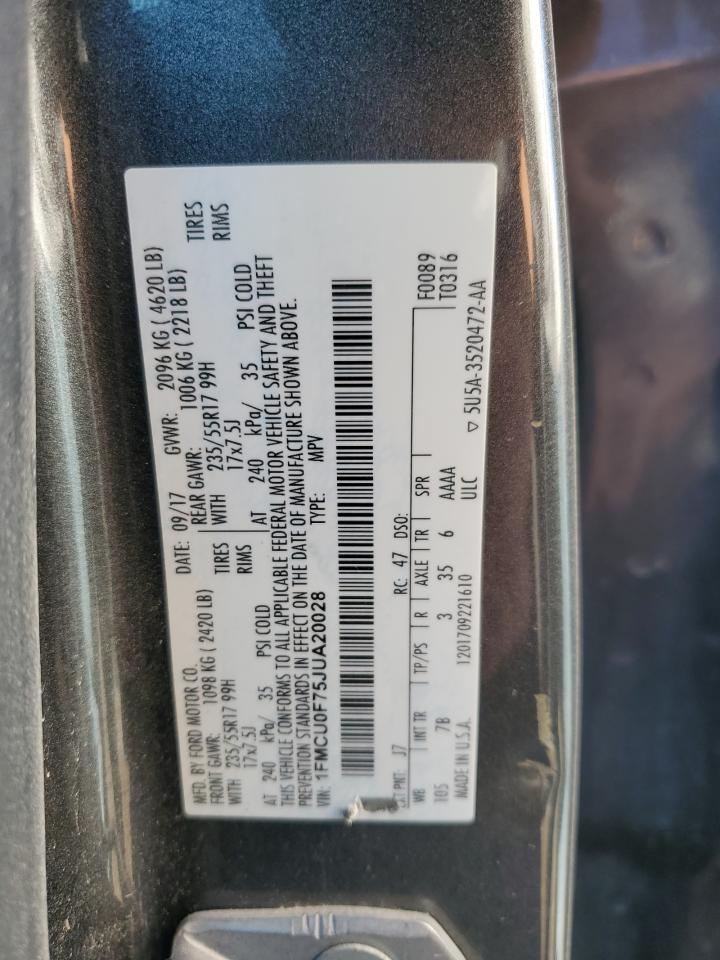 MFD. BY FORD MOTOR CO.
DATE: 09/17 GVWR: 2096 KG ( 4620 LB)
FRONT GAWR: 1098 KG ( 2420 LB) REAR GAWR: 1006 KG ( 2218 LB)
WITH 235/55R17 99H TIRES WITH 235/55R17 99H TIRES
17x7.5J RIMS 17x7.5J RIMS
AT 240 kPa/ 35 PSI COLD AT 240 kPa/ 35 PSI COLD
THIS VEHICLE CONFORMS TO ALL APPLICABLE FEDERAL MOTOR VEHICLE SAFETY AND THEFT
PREVENTION STANDARDS IN EFFECT ON THE DATE OF MANUFACTURE SHOWN ABOVE.
VIN: 1FMCU0F75JUA20028 TYPE: MPV
PNT: J7 RC: 47 DSO: F0089
WB INT TR TP/PS R AXLE TR SPR T0316
105 7B 3 35 6 AAAA
MADE IN U.S.A. 1201709221610 ULC ▽ 5U5A-3520472-AA